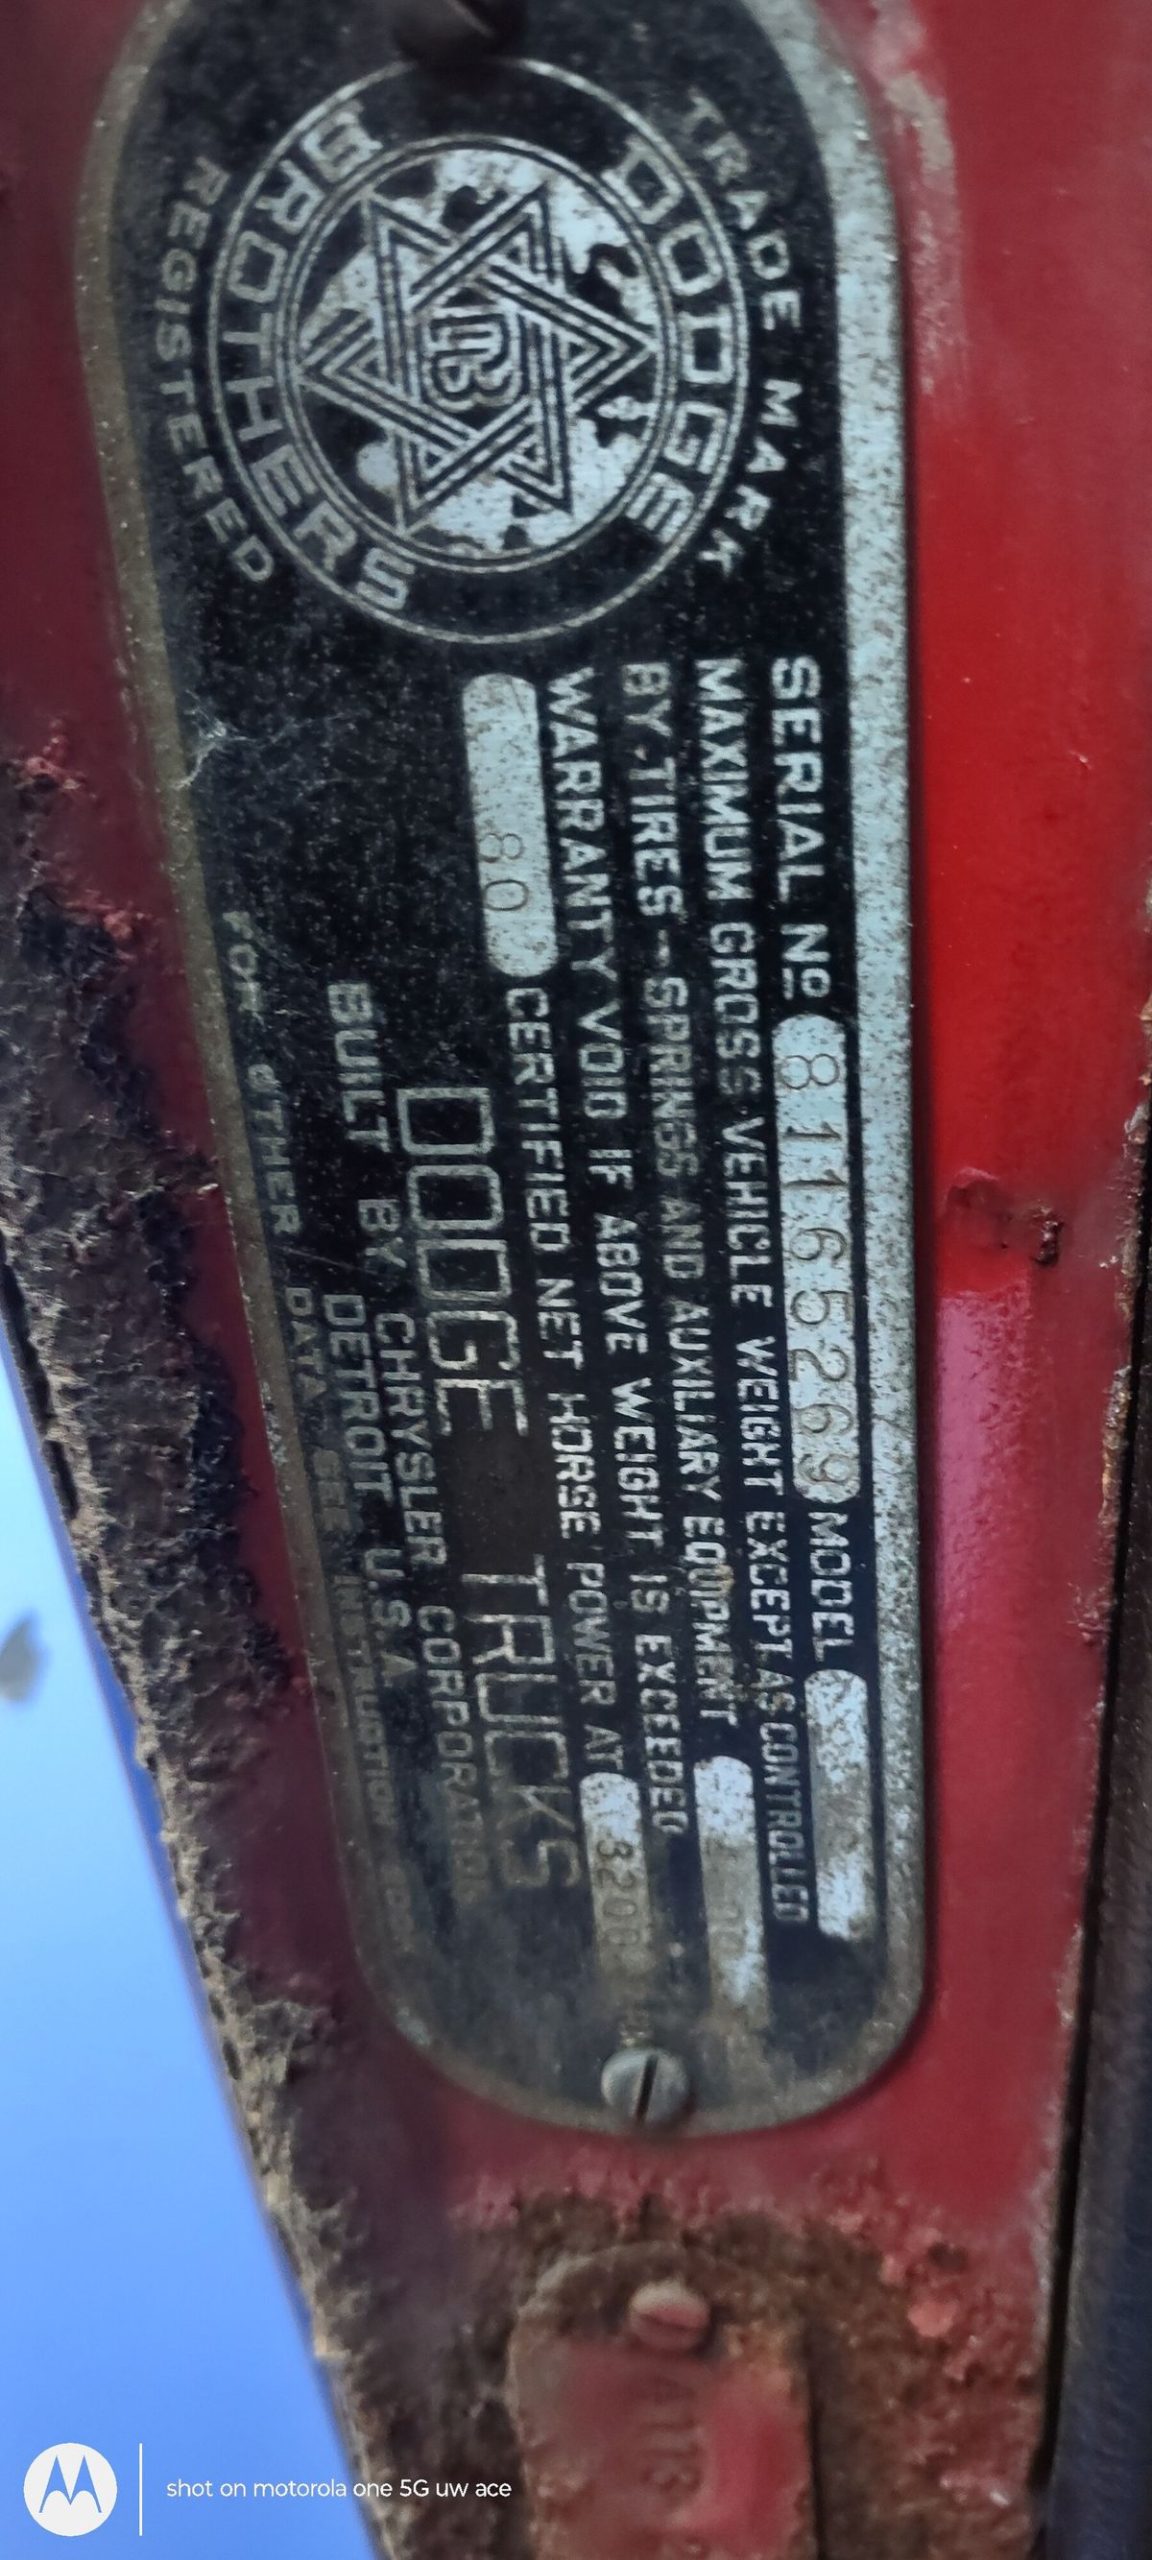 TRADE MARK
DODGE
BROTHERS
DB
REGISTERED
SERIAL Nº 81165269 MODEL
MAXIMUM GROSS VEHICLE WEIGHT EXCEPT AS CONTROLLED
BY-TIRES-SPRINGS AND AUXILIARY EQUIPMENT
WARRANTY VOID IF ABOVE WEIGHT IS EXCEEDED
80 CERTIFIED NET HORSE POWER AT 3200
DODGE TRUCKS
BUILT BY CHRYSLER CORPORATION
DETROIT U.S.A.
FOR OTHER DATA SEE INSTRUCTION
shot on motorola one 5G uw ace